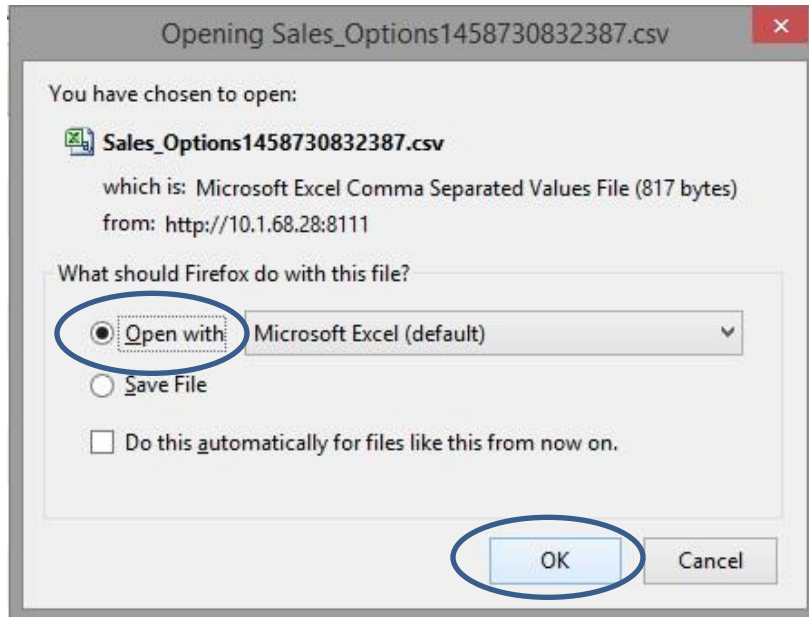 Opening Sales_Options1458730832387.csv
You have chosen to open:
Sales_Options1458730832387.csv
which is: Microsoft Excel Comma Separated Values File (817 bytes)
from: http://10.1.68.28:8111
What should Firefox do with this file?
Open with Microsoft Excel (default)
Save File
Do this automatically for files like this from now on.
OK Cancel